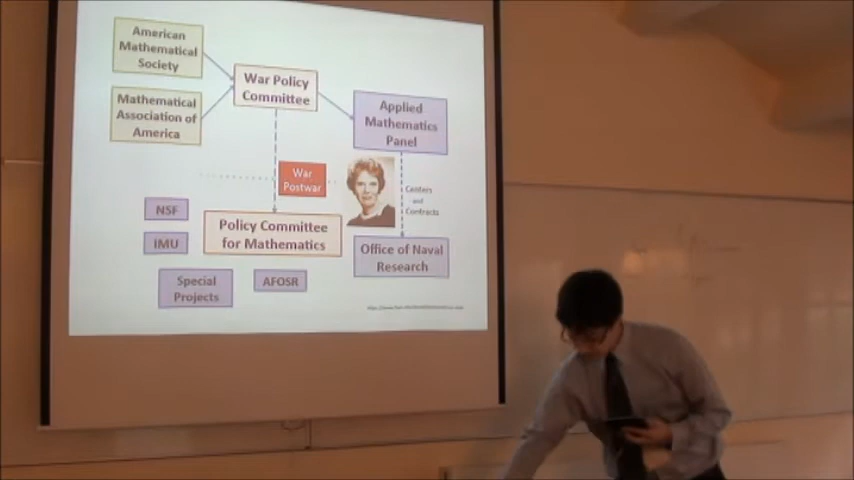 American
Mathematical
Society
War Policy
Committee
Mathematical
Association of
America
Applied
Mathematics
Panel
War
Postwar
Centers
and
Contracts
NSF
Policy Committee
for Mathematics
IMU
Office of Naval
Research
Special
Projects
AFOSR